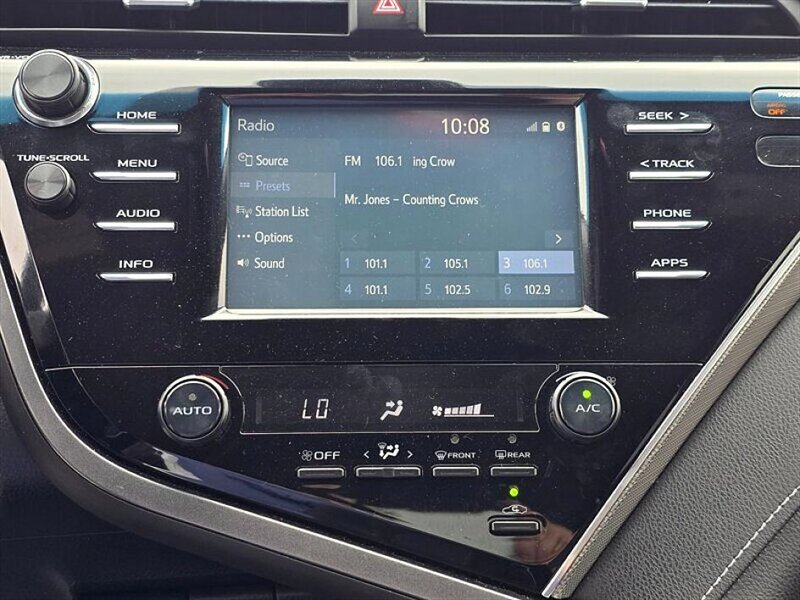 PASSE
AIRBAG
OFF
HOME
SEEK >
Radio
10:08
TUNE•SCROLL
MENU
< TRACK
Source
FM 106.1 ing Crow
Presets
Mr. Jones – Counting Crows
AUDIO
PHONE
Station List
Options
< >
INFO
APPS
Sound
1 101.1 2 105.1 3 106.1
4 101.1 5 102.5 6 102.9
AUTO
LO
A/C
OFF
< >
FRONT
REAR